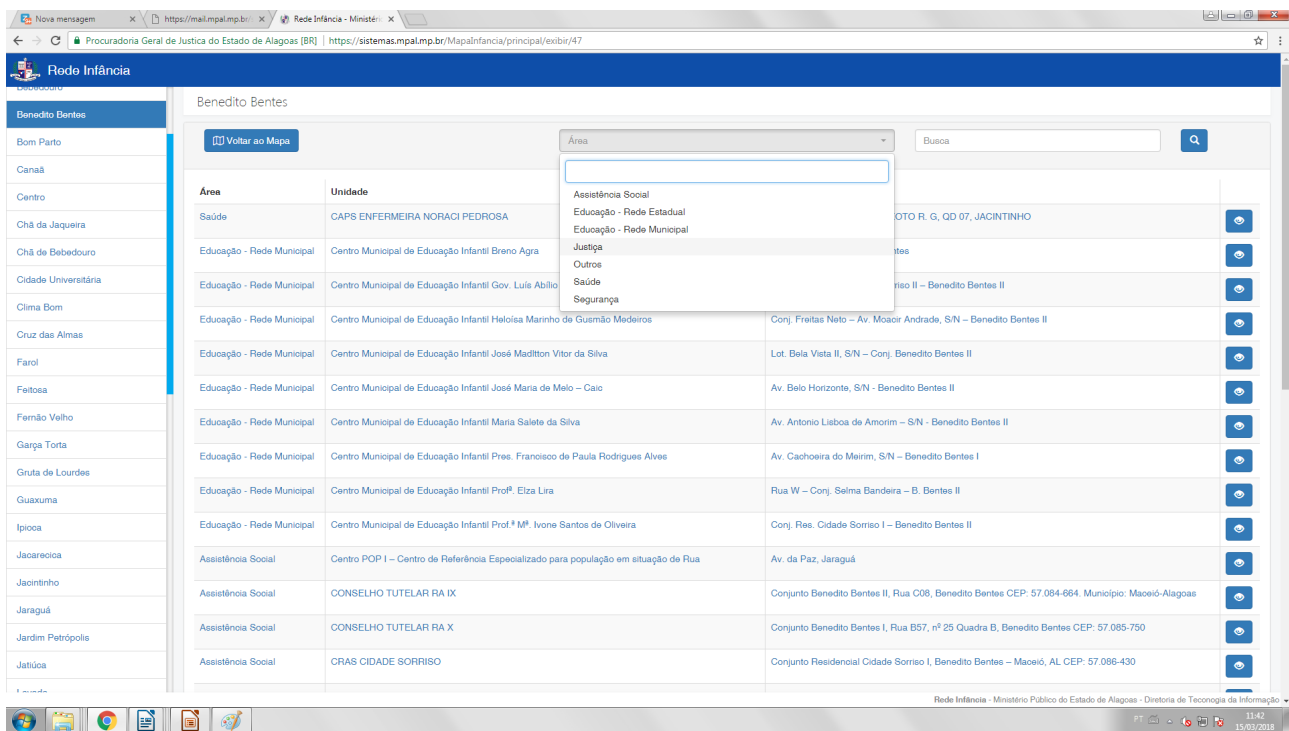 Nova mensagem
https://mail.mpal.mp.br/
Rede Infância - Ministéri
Procuradoria Geral de Justica do Estado de Alagoas [BR] | https://sistemas.mpal.mp.br/MapaInfancia/principal/exibir/47
Rede Infância
Bebedouro
Benedito Bentes
Bom Parto
Canaã
Centro
Chã da Jaqueira
Chã de Bebedouro
Cidade Universitária
Clima Bom
Cruz das Almas
Farol
Feitosa
Fernão Velho
Garça Torta
Gruta de Lourdes
Guaxuma
Ipioca
Jacarecica
Jacintinho
Jaraguá
Jardim Petrópolis
Jatiúca
Benedito Bentes
Voltar ao Mapa
Área
Busca
Assistência Social
Educação - Rede Estadual
Educação - Rede Municipal
Justiça
Outros
Saúde
Segurança
Área Unidade
Saúde CAPS ENFERMEIRA NORACI PEDROSA OTO R. G, QD 07, JACINTINHO
Educação - Rede Municipal Centro Municipal de Educação Infantil Breno Agra ntes
Educação - Rede Municipal Centro Municipal de Educação Infantil Gov. Luís Abílio riso II – Benedito Bentes II
Educação - Rede Municipal Centro Municipal de Educação Infantil Heloísa Marinho de Gusmão Medeiros Conj. Freitas Neto – Av. Moacir Andrade, S/N – Benedito Bentes II
Educação - Rede Municipal Centro Municipal de Educação Infantil José Madltton Vitor da Silva Lot. Bela Vista II, S/N – Conj. Benedito Bentes II
Educação - Rede Municipal Centro Municipal de Educação Infantil José Maria de Melo – Caic Av. Belo Horizonte, S/N - Benedito Bentes II
Educação - Rede Municipal Centro Municipal de Educação Infantil Maria Salete da Silva Av. Antonio Lisboa de Amorim – S/N - Benedito Bentes II
Educação - Rede Municipal Centro Municipal de Educação Infantil Pres. Francisco de Paula Rodrigues Alves Av. Cachoeira do Meirim, S/N – Benedito Bentes I
Educação - Rede Municipal Centro Municipal de Educação Infantil Profª. Elza Lira Rua W – Conj. Selma Bandeira – B. Bentes II
Educação - Rede Municipal Centro Municipal de Educação Infantil Prof.ª Mª. Ivone Santos de Oliveira Conj. Res. Cidade Sorriso I – Benedito Bentes II
Assistência Social Centro POP I – Centro de Referência Especializado para população em situação de Rua Av. da Paz, Jaraguá
Assistência Social CONSELHO TUTELAR RA IX Conjunto Benedito Bentes II, Rua C08, Benedito Bentes CEP: 57.084-664. Município: Maceió-Alagoas
Assistência Social CONSELHO TUTELAR RA X Conjunto Benedito Bentes I, Rua B57, nº 25 Quadra B, Benedito Bentes CEP: 57.085-750
Assistência Social CRAS CIDADE SORRISO Conjunto Residencial Cidade Sorriso I, Benedito Bentes – Maceió, AL CEP: 57.086-430
Rede Infância - Ministério Público do Estado de Alagoas - Diretoria de Teconogia da Informação
PT
11:42
15/03/2018